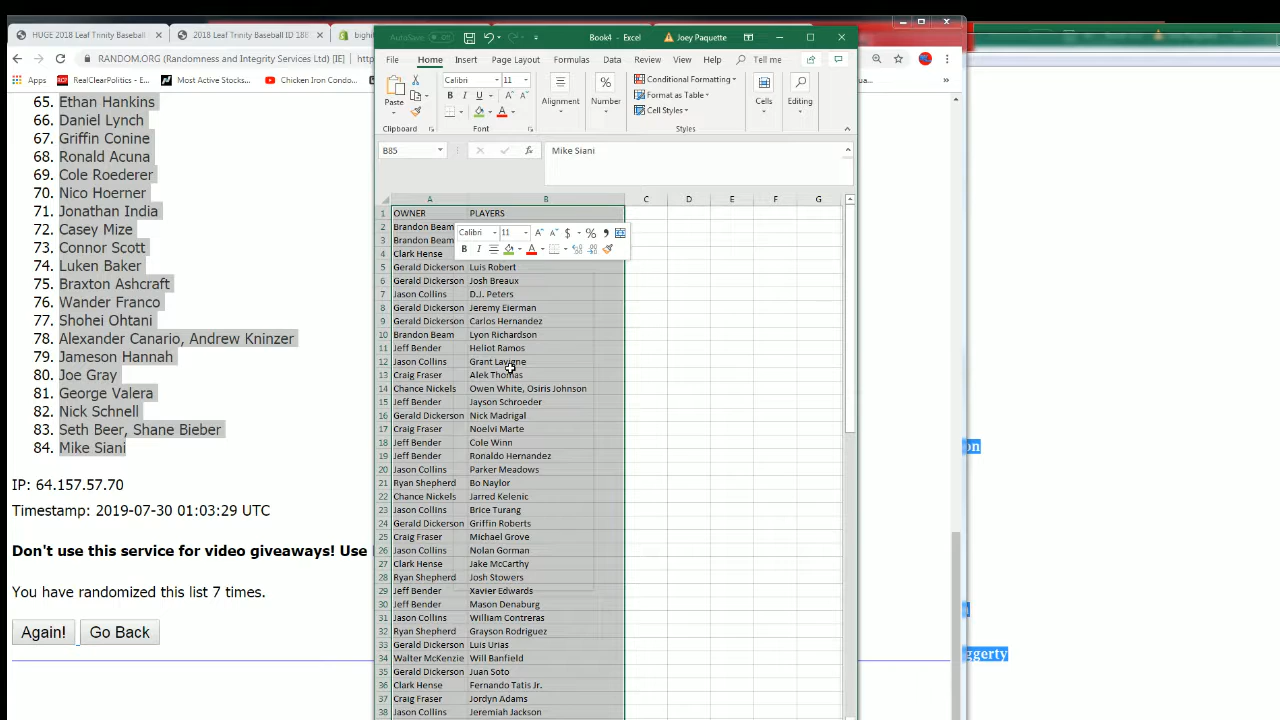 HUGE 2018 Leaf Trinity Baseball
2018 Leaf Trinity Baseball ID 188
RANDOM.ORG (Randomness and Integrity Services Ltd) [IE]
Apps
RealClearPolitics - E...
Most Active Stocks...
Chicken Iron Condo...
65. Ethan Hankins
66. Daniel Lynch
67. Griffin Conine
68. Ronald Acuna
69. Cole Roederer
70. Nico Hoerner
71. Jonathan India
72. Casey Mize
73. Connor Scott
74. Luken Baker
75. Braxton Ashcraft
76. Wander Franco
77. Shohei Ohtani
78. Alexander Canario, Andrew Kninzer
79. Jameson Hannah
80. Joe Gray
81. George Valera
82. Nick Schnell
83. Seth Beer, Shane Bieber
84. Mike Siani
IP: 64.157.57.70
Timestamp: 2019-07-30 01:03:29 UTC
Don't use this service for video giveaways! Use
You have randomized this list 7 times.
Again! Go Back
AutoSave Off
Book4 - Excel
Joey Paquette
File Home Insert Page Layout Formulas Data Review View Help Tell me
Paste
Calibri 11
B I U
Alignment
Number
Conditional Formatting
Format as Table
Cell Styles
Cells
Editing
Clipboard Font Styles
B85 fx Mike Siani
A B C D E F G
1 OWNER PLAYERS
2 Brandon Beam
3 Brandon Beam
4 Clark Hense
Calibri 11 $ %
B I A
5 Gerald Dickerson Luis Robert
6 Gerald Dickerson Josh Breaux
7 Jason Collins D.J. Peters
8 Gerald Dickerson Jeremy Eierman
9 Gerald Dickerson Carlos Hernandez
10 Brandon Beam Lyon Richardson
11 Jeff Bender Heliot Ramos
12 Jason Collins Grant Lavigne
13 Craig Fraser Alek Thomas
14 Chance Nickels Owen White, Osiris Johnson
15 Jeff Bender Jayson Schroeder
16 Gerald Dickerson Nick Madrigal
17 Craig Fraser Noelvi Marte
18 Jeff Bender Cole Winn
19 Jeff Bender Ronaldo Hernandez
20 Jason Collins Parker Meadows
21 Ryan Shepherd Bo Naylor
22 Chance Nickels Jarred Kelenic
23 Jason Collins Brice Turang
24 Gerald Dickerson Griffin Roberts
25 Craig Fraser Michael Grove
26 Jason Collins Nolan Gorman
27 Clark Hense Jake McCarthy
28 Ryan Shepherd Josh Stowers
29 Jeff Bender Xavier Edwards
30 Jeff Bender Mason Denaburg
31 Jason Collins William Contreras
32 Ryan Shepherd Grayson Rodriguez
33 Gerald Dickerson Luis Urias
34 Walter McKenzie Will Banfield
35 Gerald Dickerson Juan Soto
36 Clark Hense Fernando Tatis Jr.
37 Craig Fraser Jordyn Adams
38 Jason Collins Jeremiah Jackson
on
ggerty